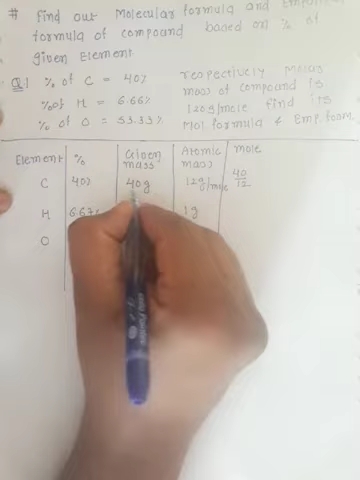 # Find out Molecular formula and
formula of compound based on % of
given Element.
Q.1 % of C = 40% respectively Molar
% of H = 6.66% mass of compound is
% of O = 53.33% 120g/mole find its
Mol formula & Emp. form.
Element % Given mass Atomic mass mole
C 40% 40g 12g/mole 40/12
H 6.67% 1g
O